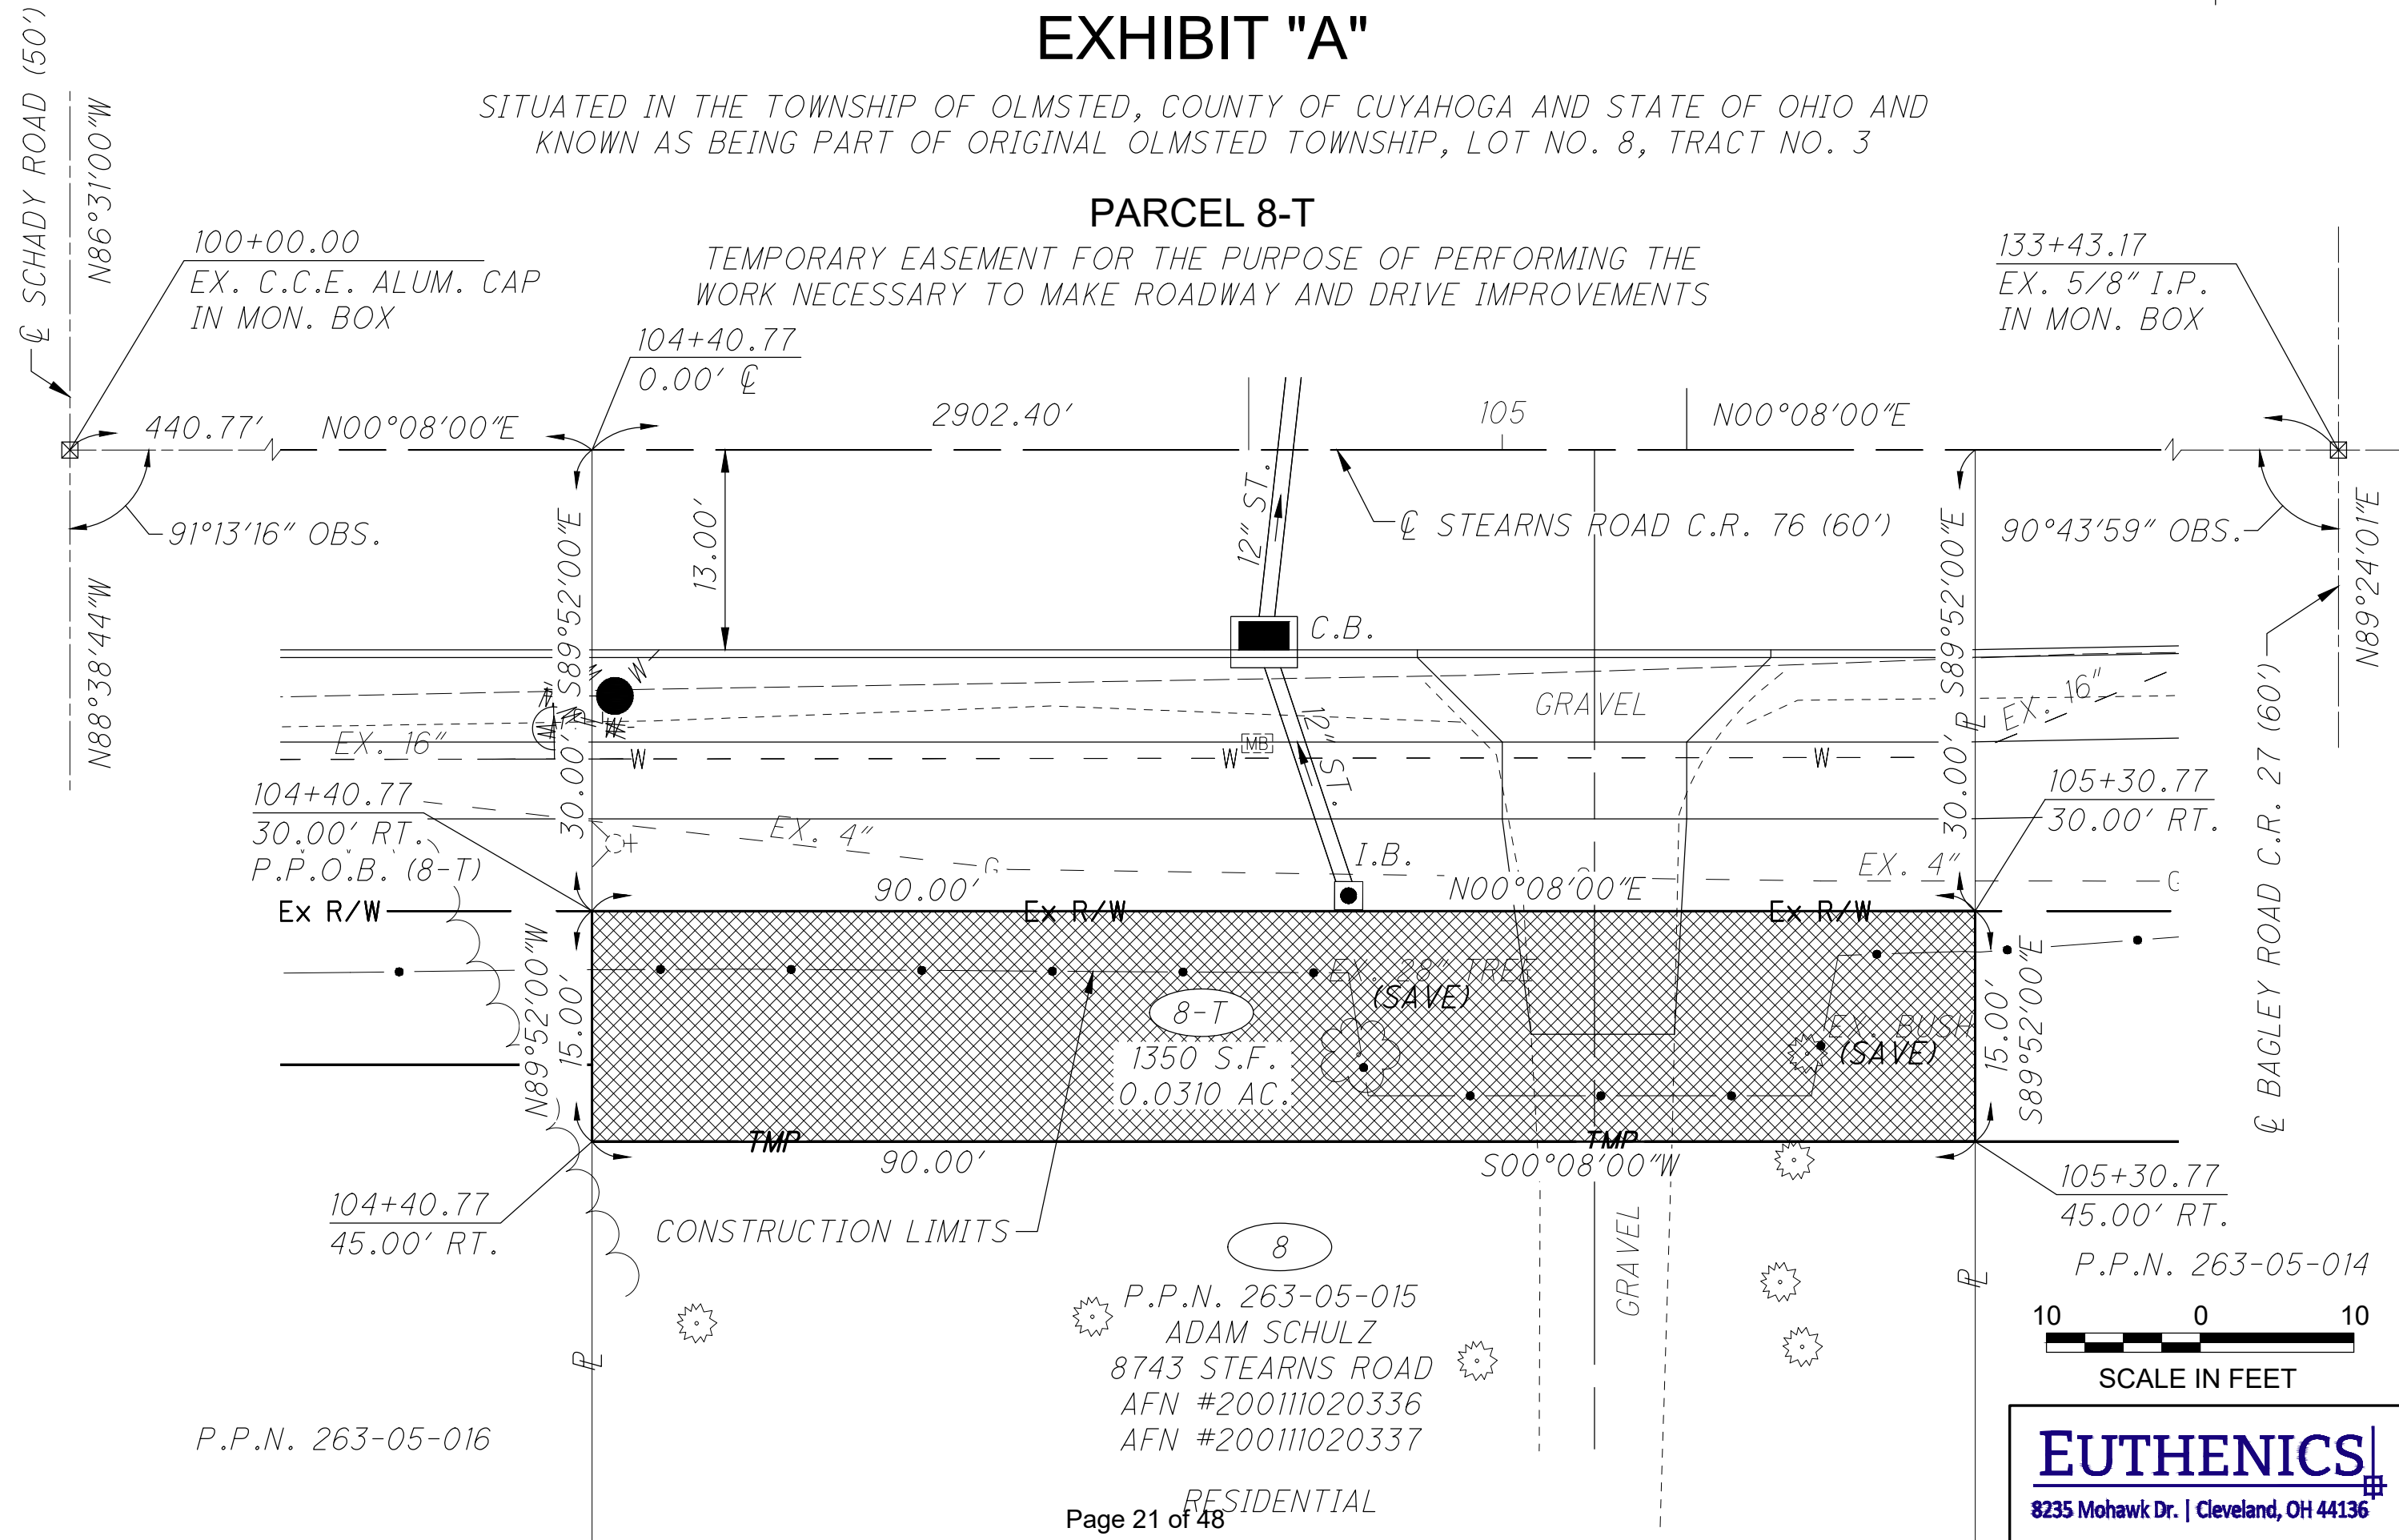 EXHIBIT "A"
SITUATED IN THE TOWNSHIP OF OLMSTED, COUNTY OF CUYAHOGA AND STATE OF OHIO AND
KNOWN AS BEING PART OF ORIGINAL OLMSTED TOWNSHIP, LOT NO. 8, TRACT NO. 3
PARCEL 8-T
TEMPORARY EASEMENT FOR THE PURPOSE OF PERFORMING THE
WORK NECESSARY TO MAKE ROADWAY AND DRIVE IMPROVEMENTS
℄ SCHADY ROAD (50')
N86°31'00"W
100+00.00
EX. C.C.E. ALUM. CAP
IN MON. BOX
133+43.17
EX. 5/8" I.P.
IN MON. BOX
104+40.77
0.00' ℄
440.77'
N00°08'00"E
2902.40'
105
N00°08'00"E
91°13'16" OBS.
N88°38'44"W
S89°52'00"E
30.00'
13.00'
12" ST.
℄ STEARNS ROAD C.R. 76 (60')
S89°52'00"E
30.00'
90°43'59" OBS.
N89°24'01"E
℄ BAGLEY ROAD C.R. 27 (60')
C.B.
GRAVEL
EX. 16"
EX. 16"
W
W
MB
W
W
12" ST.
104+40.77
30.00' RT.
P.P.O.B. (8-T)
EX. 4"
G
I.B.
EX. 4"
G
105+30.77
30.00' RT.
90.00'
N00°08'00"E
Ex R/W
Ex R/W
Ex R/W
N89°52'00"W
15.00'
EX. 28" TREE
(SAVE)
8-T
1350 S.F.
0.0310 AC.
EX. BUSH
(SAVE)
15.00'
S89°52'00"E
TMP
TMP
90.00'
S00°08'00"W
104+40.77
45.00' RT.
CONSTRUCTION LIMITS
105+30.77
45.00' RT.
GRAVEL
8
P.P.N. 263-05-015
ADAM SCHULZ
8743 STEARNS ROAD
AFN #200111020336
AFN #200111020337
RESIDENTIAL
P.P.N. 263-05-014
P.P.N. 263-05-016
10 0 10
SCALE IN FEET
EUTHENICS
8235 Mohawk Dr. | Cleveland, OH 44136
Page 21 of 48